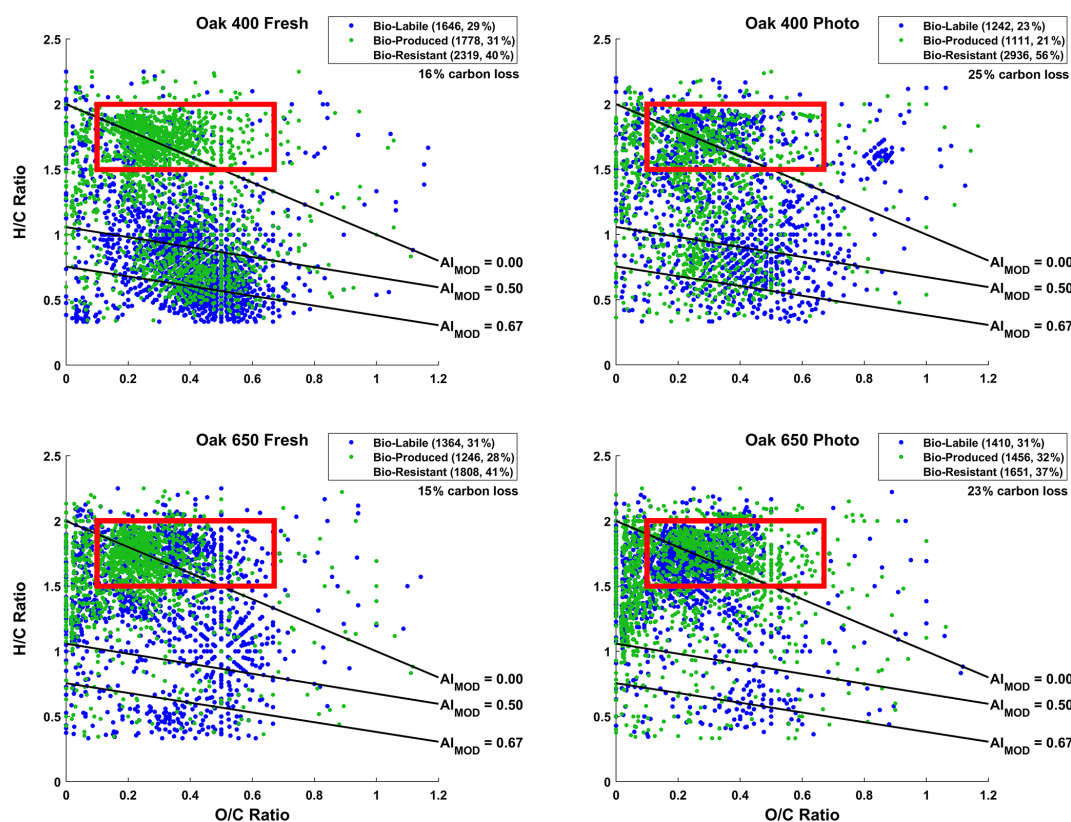 Oak 400 Fresh
Bio-Labile (1646, 29%)
Bio-Produced (1778, 31%)
Bio-Resistant (2319, 40%)
16% carbon loss
2.5
2
1.5
1
0.5
0
H/C Ratio
AI_MOD = 0.00
AI_MOD = 0.50
AI_MOD = 0.67
0 0.2 0.4 0.6 0.8 1 1.2
Oak 400 Photo
Bio-Labile (1242, 23%)
Bio-Produced (1111, 21%)
Bio-Resistant (2936, 56%)
25% carbon loss
2.5
2
1.5
1
0.5
0
AI_MOD = 0.00
AI_MOD = 0.50
AI_MOD = 0.67
0 0.2 0.4 0.6 0.8 1 1.2
Oak 650 Fresh
Bio-Labile (1364, 31%)
Bio-Produced (1246, 28%)
Bio-Resistant (1808, 41%)
15% carbon loss
2.5
2
1.5
1
0.5
0
H/C Ratio
AI_MOD = 0.00
AI_MOD = 0.50
AI_MOD = 0.67
0 0.2 0.4 0.6 0.8 1 1.2
O/C Ratio
Oak 650 Photo
Bio-Labile (1410, 31%)
Bio-Produced (1456, 32%)
Bio-Resistant (1651, 37%)
23% carbon loss
2.5
2
1.5
1
0.5
0
AI_MOD = 0.00
AI_MOD = 0.50
AI_MOD = 0.67
0 0.2 0.4 0.6 0.8 1 1.2
O/C Ratio